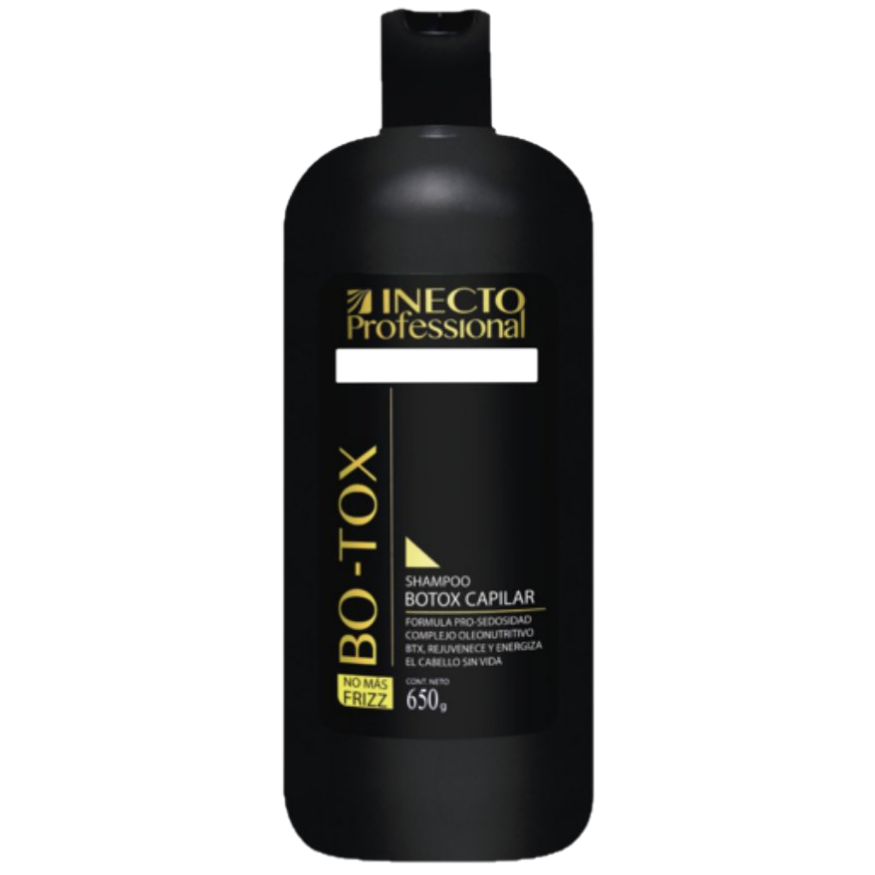 INECTO
Professional
BO-TOX
NO MÁS
FRIZZ
SHAMPOO
BOTOX CAPILAR
FORMULA PRO-SEDOSIDAD
COMPLEJO OLEONUTRITIVO
BTX, REJUVENECE Y ENERGIZA
EL CABELLO SIN VIDA
CONT. NETO
650g